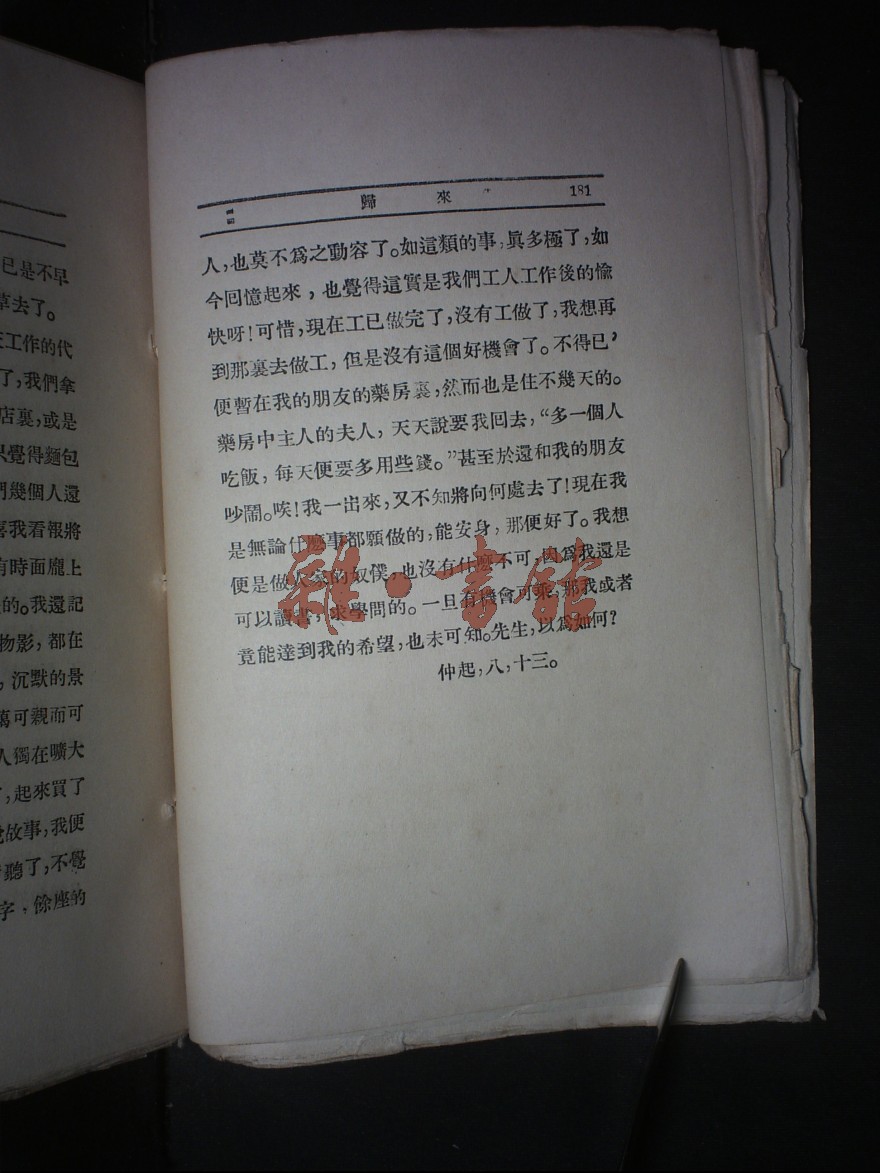 已是不早
草去了。
工作的代
了,我們拿
店裏,或是
只覺得麵包
們幾個人還
喜我看報將
有時面龐上
的。我還記
物影,都在
,沉默的景
萬可親而可
人獨在曠大
,起來買了
故事,我便
聽了,不覺
字,餘座的
歸來 181
人,也莫不爲之動容了。如這類的事,眞多極了,如
今回憶起來,也覺得這實是我們工人工作後的愉
快呀!可惜,現在工已做完了,沒有工做了,我想再
到那裏去做工,但是沒有這個好機會了。不得已,
便暫在我的朋友的藥房裏,然而也是住不幾天的。
藥房中主人的夫人,天天說要我回去,“多一個人
吃飯,每天便要多用些錢。”甚至於還和我的朋友
吵鬧。唉!我一出來,又不知將向何處去了!現在我
是無論什麼事都願做的,能安身,那便好了。我想
便是做人家的奴僕,也沒有什麼不可,因爲我還是
可以讀書,求學問的。一旦有機會可乘,那我或者
竟能達到我的希望,也未可知。先生,以爲如何?
仲起,八,十三。
雜·書館